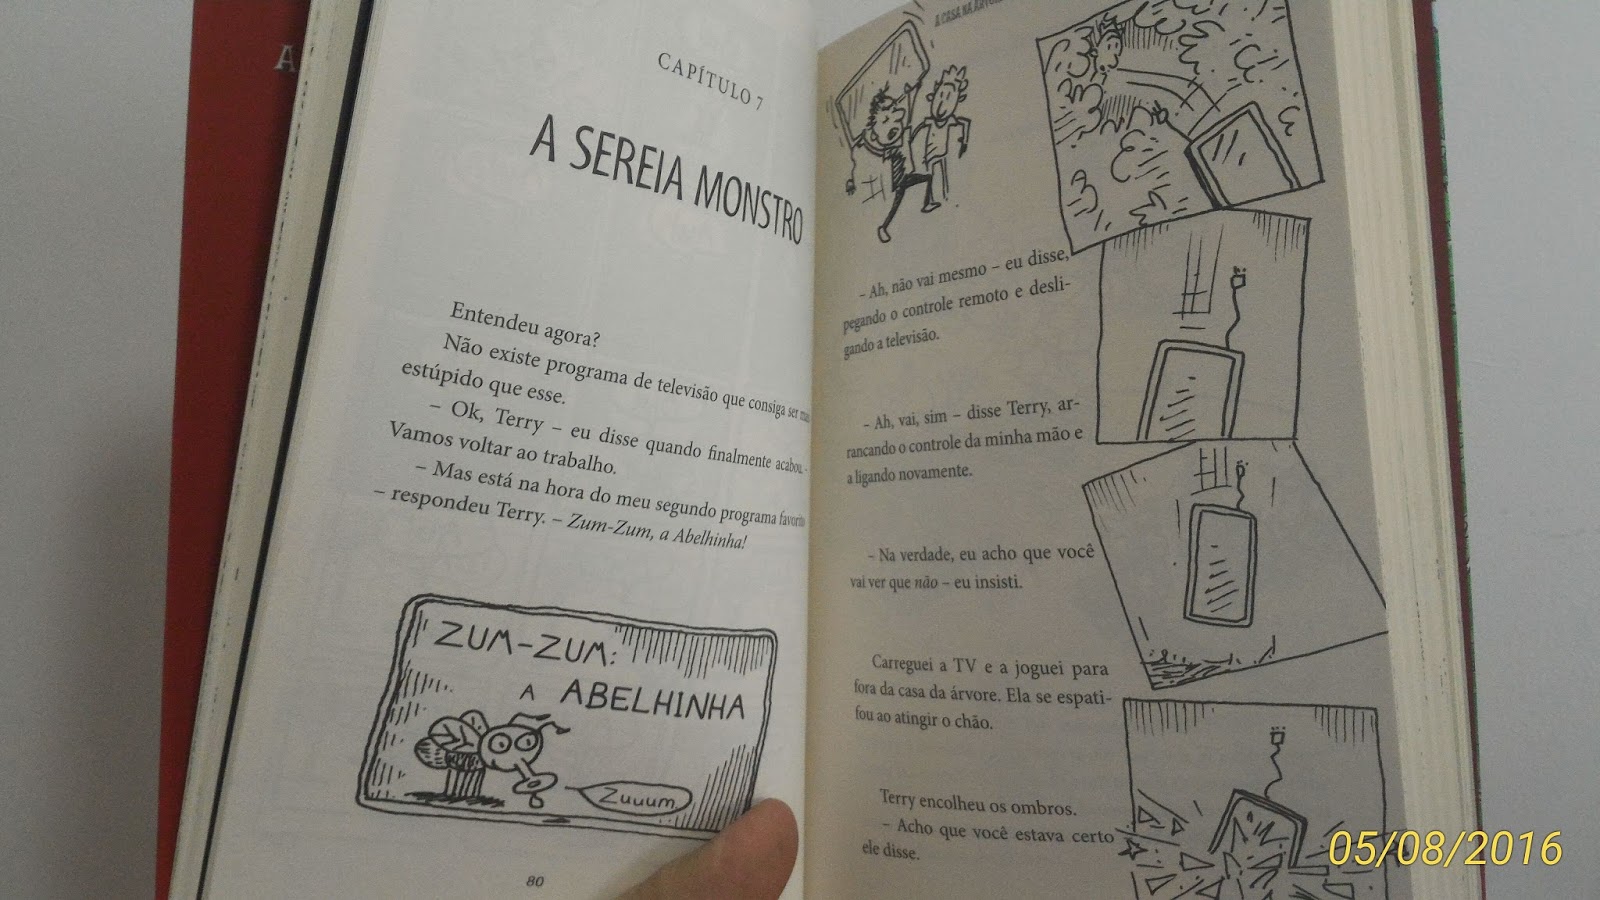 A
CAPÍTULO 7
A SEREIA MONSTRO
Entendeu agora?
Não existe programa de televisão que consiga ser mais
estúpido que esse.
– Ok, Terry – eu disse quando finalmente acabou. –
Vamos voltar ao trabalho.
– Mas está na hora do meu segundo programa favorito
– respondeu Terry. – Zum-Zum, a Abelhinha!
ZUM-ZUM:
A ABELHINHA
Zuuum
80
A CASA NA ÁRVORE
– Ah, não vai mesmo – eu disse,
pegando o controle remoto e desli-
gando a televisão.
– Ah, vai, sim – disse Terry, ar-
rancando o controle da minha mão e
a ligando novamente.
– Na verdade, eu acho que você
vai ver que não – eu insisti.
Carreguei a TV e a joguei para
fora da casa da árvore. Ela se espati-
fou ao atingir o chão.
Terry encolheu os ombros.
– Acho que você estava certo
ele disse.
05/08/2016